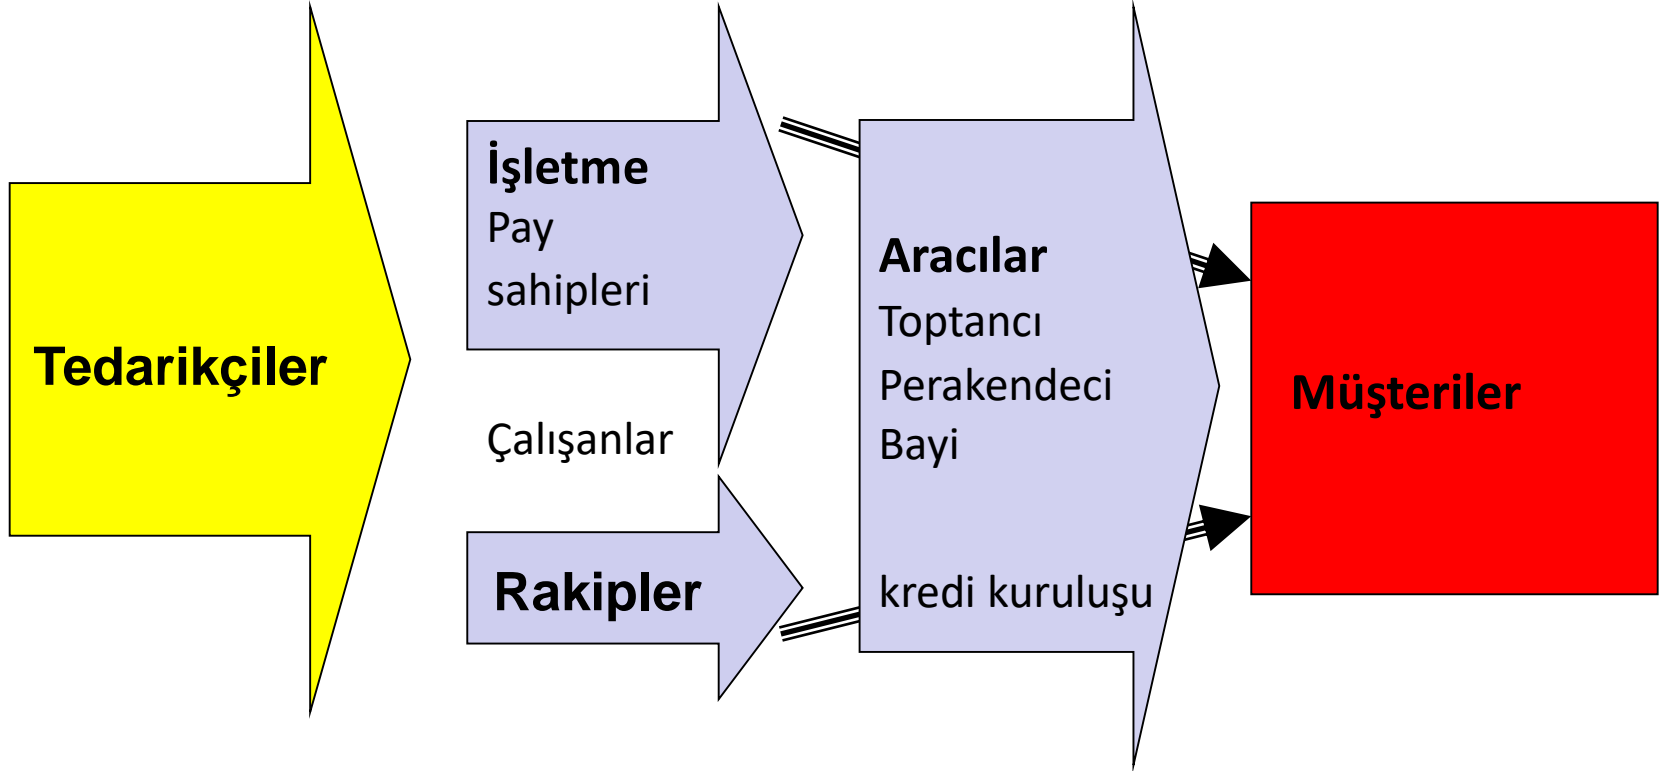 Tedarikçiler
İşletme
Pay
sahipleri
Çalışanlar
Rakipler
Aracılar
Toptancı
Perakendeci
Bayi
kredi kuruluşu
Müşteriler